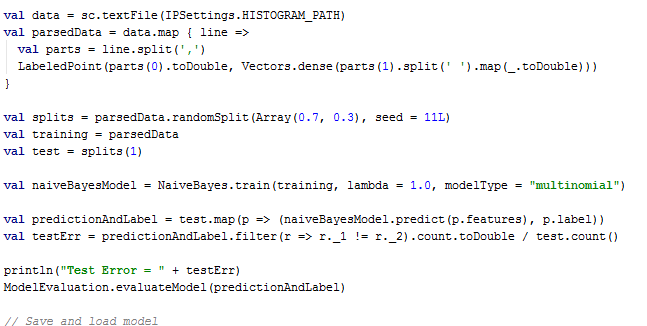 val data = sc.textFile(IPSettings.HISTOGRAM_PATH)
val parsedData = data.map { line =>
  val parts = line.split(',')
  LabeledPoint(parts(0).toDouble, Vectors.dense(parts(1).split(' ').map(_.toDouble)))
}
val splits = parsedData.randomSplit(Array(0.7, 0.3), seed = 11L)
val training = parsedData
val test = splits(1)
val naiveBayesModel = NaiveBayes.train(training, lambda = 1.0, modelType = "multinomial")
val predictionAndLabel = test.map(p => (naiveBayesModel.predict(p.features), p.label))
val testErr = predictionAndLabel.filter(r => r._1 != r._2).count.toDouble / test.count()
println("Test Error = " + testErr)
ModelEvaluation.evaluateModel(predictionAndLabel)
// Save and load model